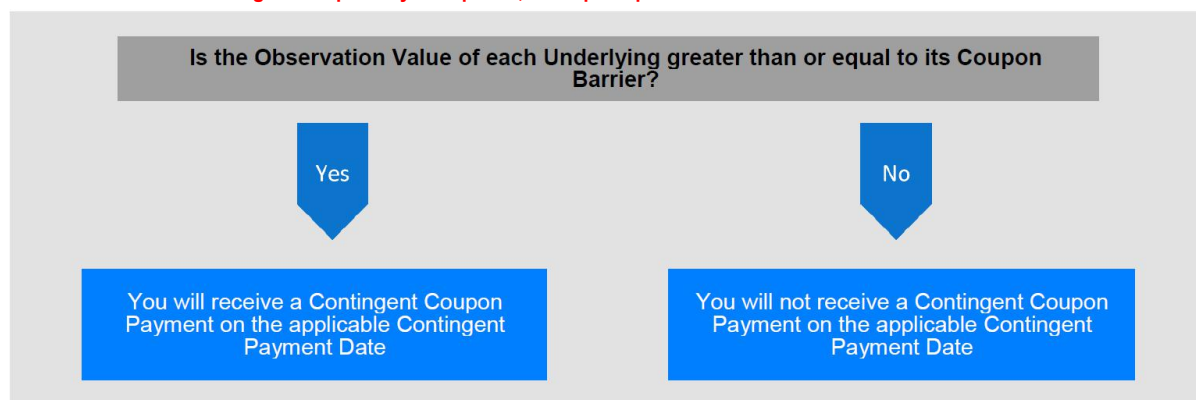 Is the Observation Value of each Underlying greater than or equal to its Coupon
Barrier?
Yes
No
You will receive a Contingent Coupon
Payment on the applicable Contingent
Payment Date
You will not receive a Contingent Coupon
Payment on the applicable Contingent
Payment Date